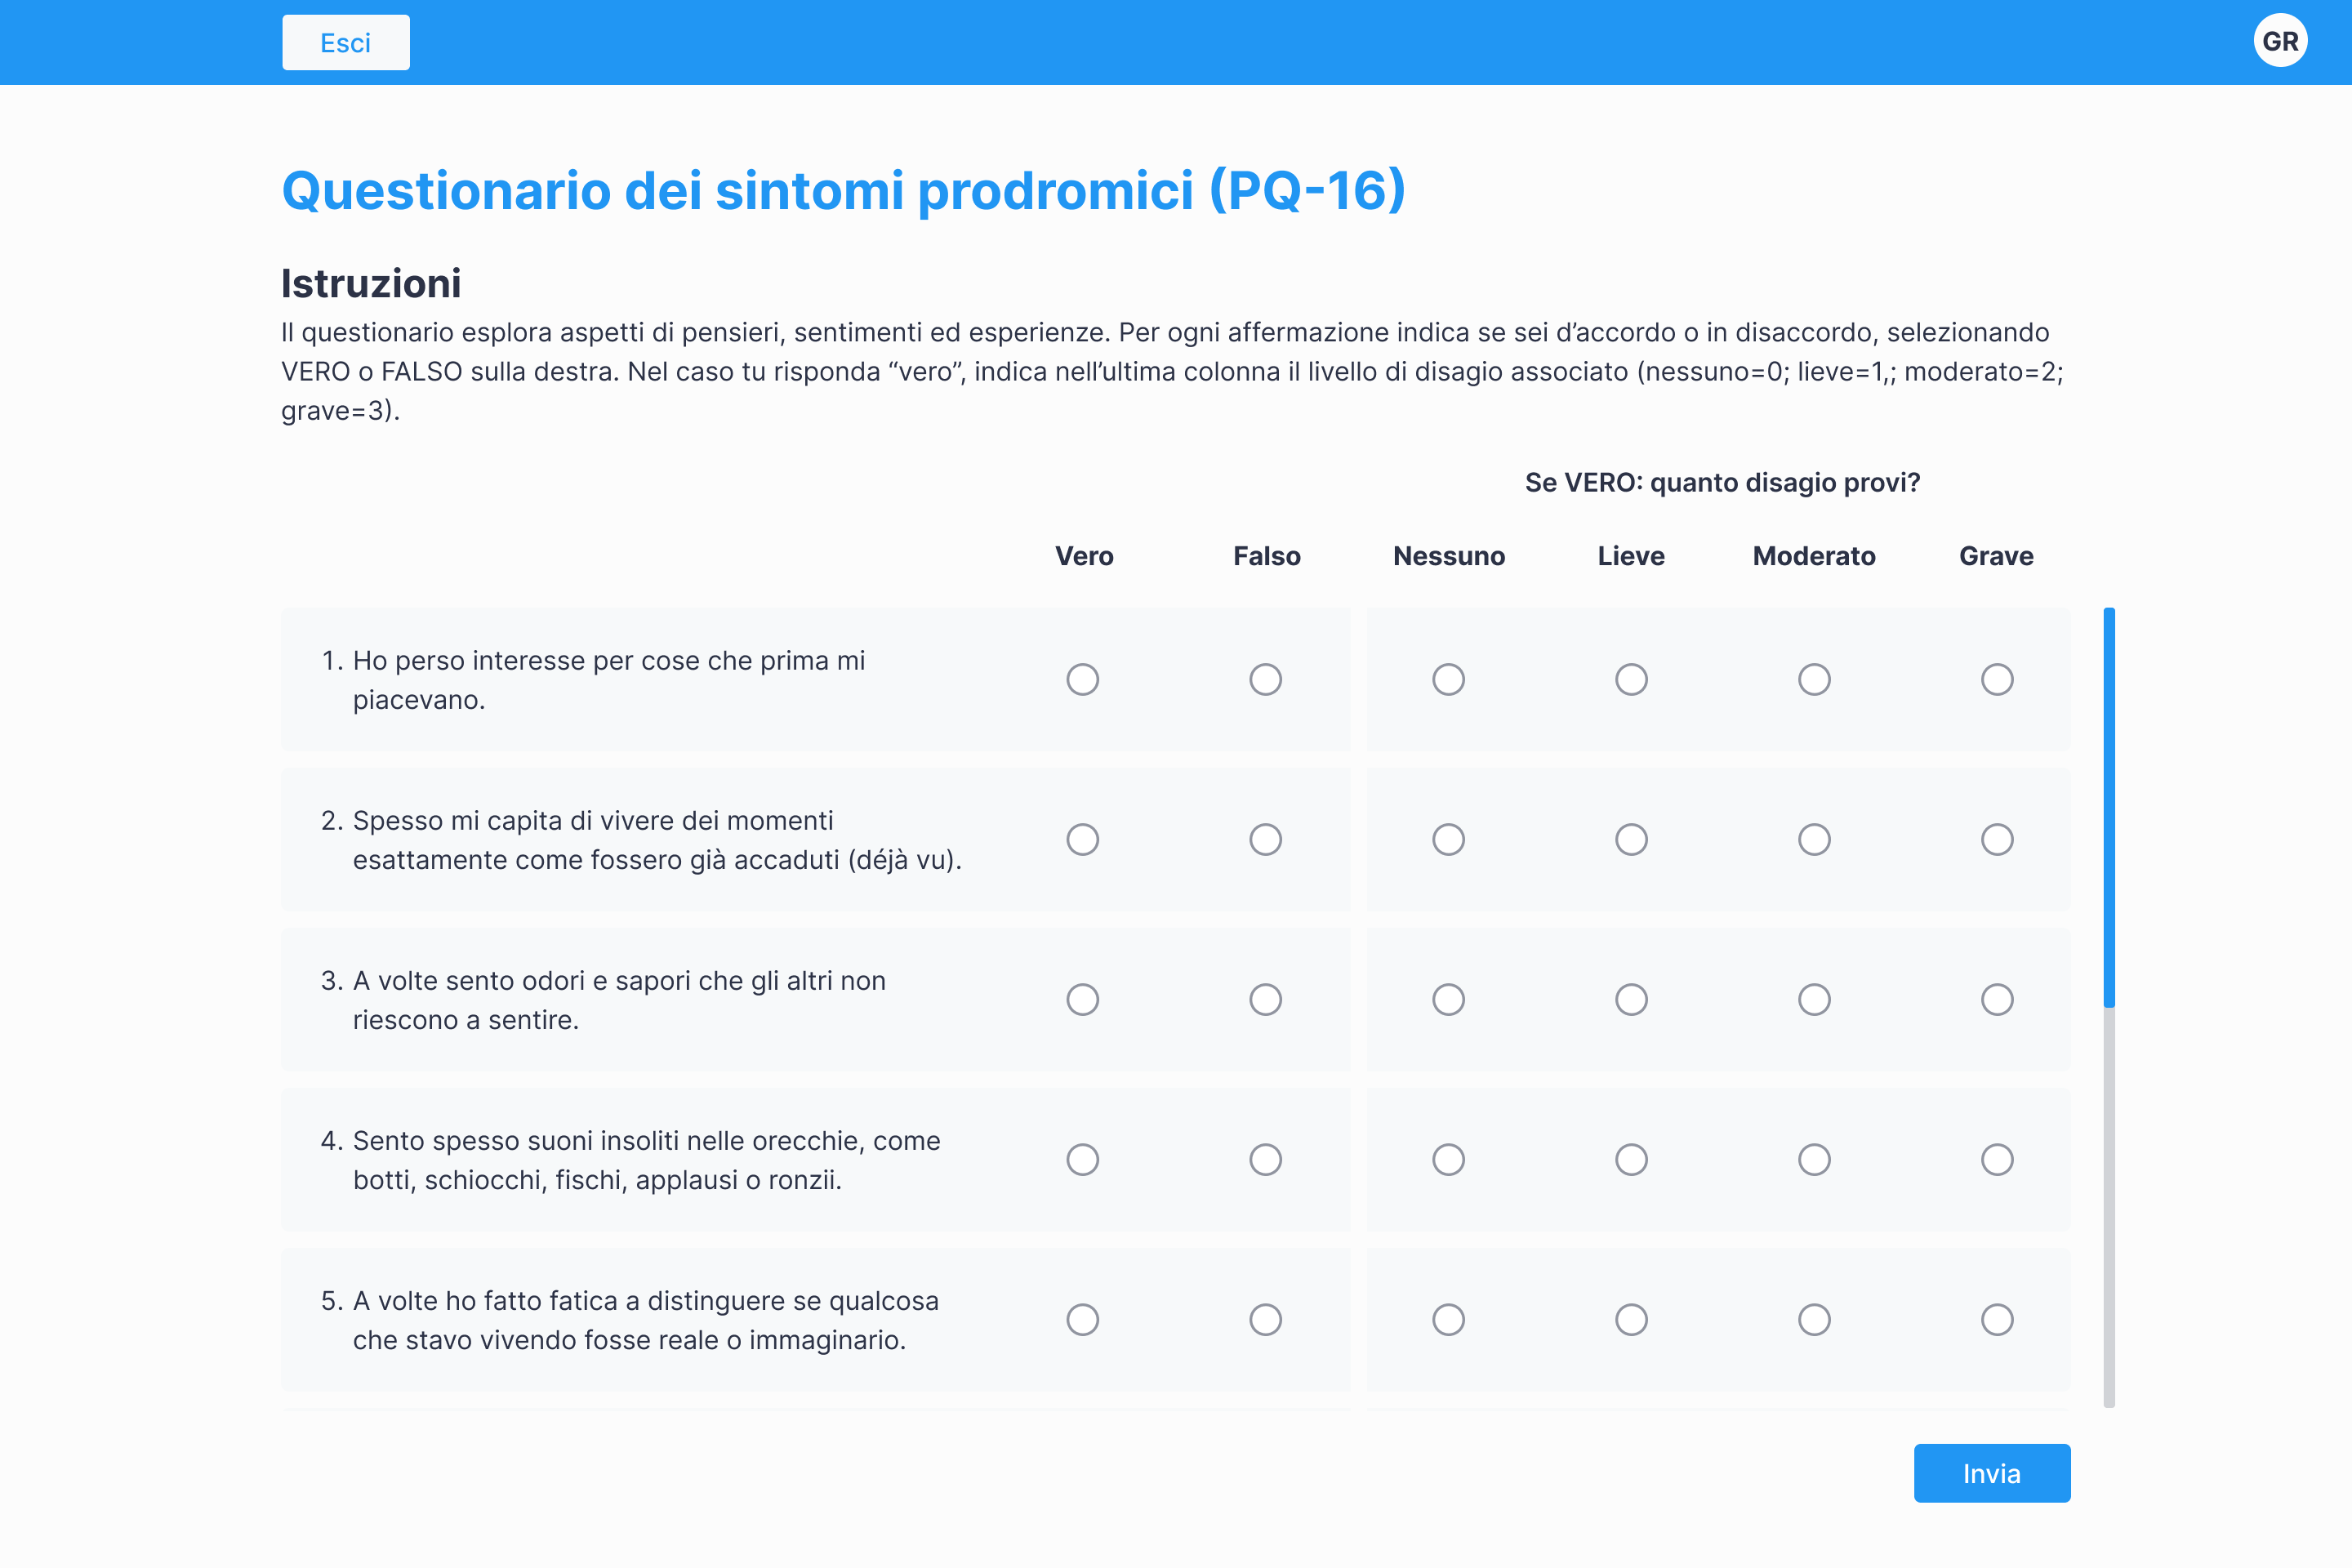 Esci
GR
Questionario dei sintomi prodromici (PQ-16)
Istruzioni
Il questionario esplora aspetti di pensieri, sentimenti ed esperienze. Per ogni affermazione indica se sei d’accordo o in disaccordo, selezionando
VERO o FALSO sulla destra. Nel caso tu risponda “vero”, indica nell’ultima colonna il livello di disagio associato (nessuno=0; lieve=1,; moderato=2;
grave=3).
Se VERO: quanto disagio provi?
Vero Falso Nessuno Lieve Moderato Grave
1. Ho perso interesse per cose che prima mi
piacevano.
2. Spesso mi capita di vivere dei momenti
esattamente come fossero già accaduti (déjà vu).
3. A volte sento odori e sapori che gli altri non
riescono a sentire.
4. Sento spesso suoni insoliti nelle orecchie, come
botti, schiocchi, fischi, applausi o ronzii.
5. A volte ho fatto fatica a distinguere se qualcosa
che stavo vivendo fosse reale o immaginario.
Invia